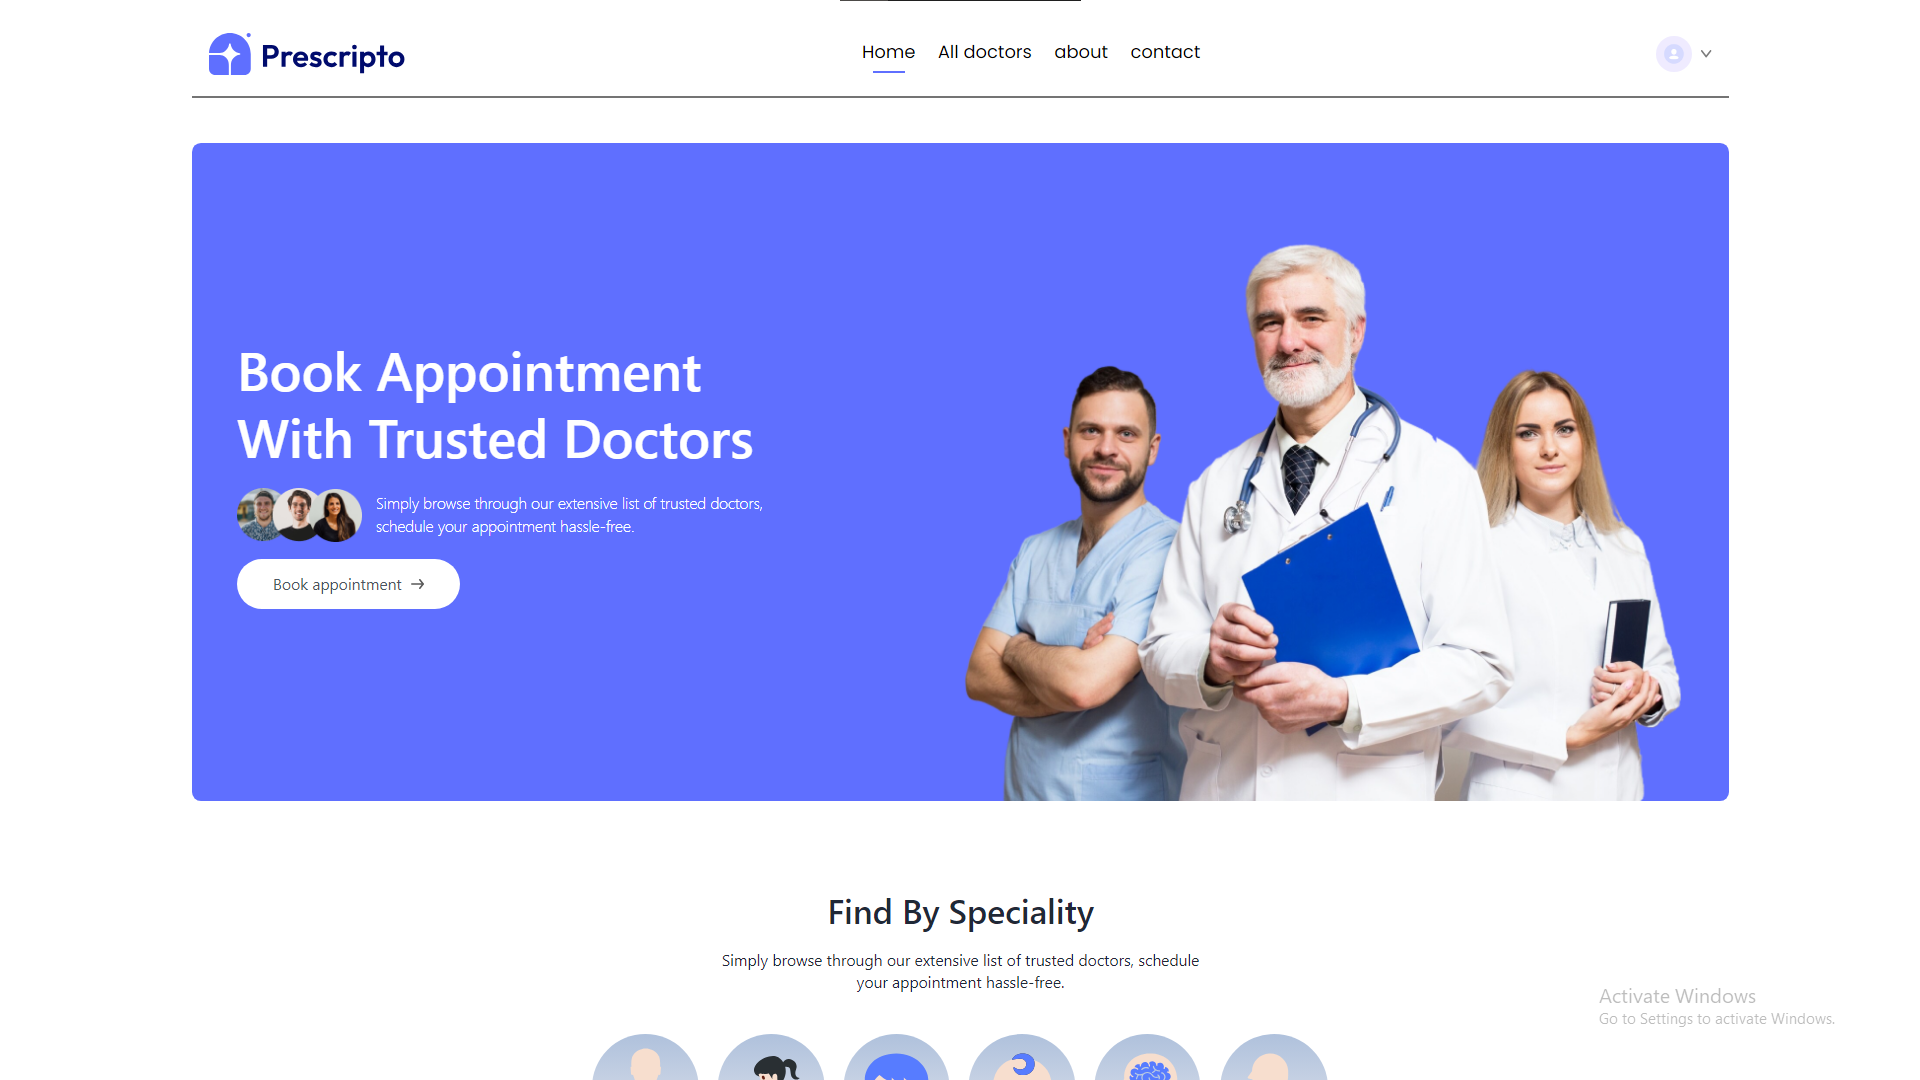 Prescripto
Home All doctors about contact
Book Appointment
With Trusted Doctors
Simply browse through our extensive list of trusted doctors,
schedule your appointment hassle-free.
Book appointment →
Find By Speciality
Simply browse through our extensive list of trusted doctors, schedule
your appointment hassle-free.
Activate Windows
Go to Settings to activate Windows.